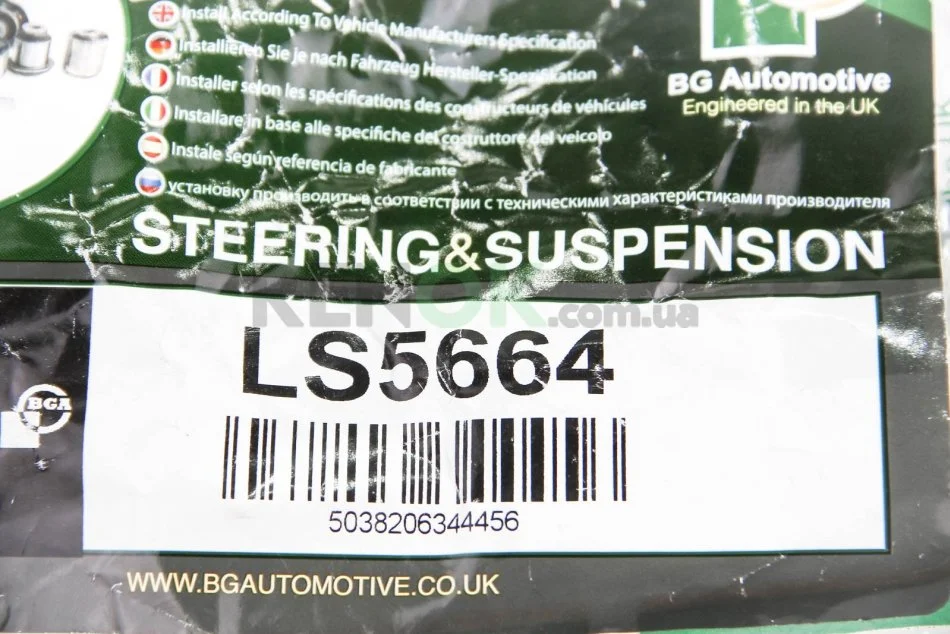 Install According To Vehicle Manufacturers Specification
Installieren Sie je nach Fahrzeug Hersteller-Spezifikation
Installer selon les spécifications des constructeurs de véhicules
Installare in base alle specifiche del costruttore del veicolo
Instale según referencia de fabricante
установку производить в соответствии с техническими характеристиками производителя
BG Automotive
Engineered in the UK
STEERING&SUSPENSION
RENOK.com.ua
LS5664
BGA
5038206344456
WWW.BGAUTOMOTIVE.CO.UK